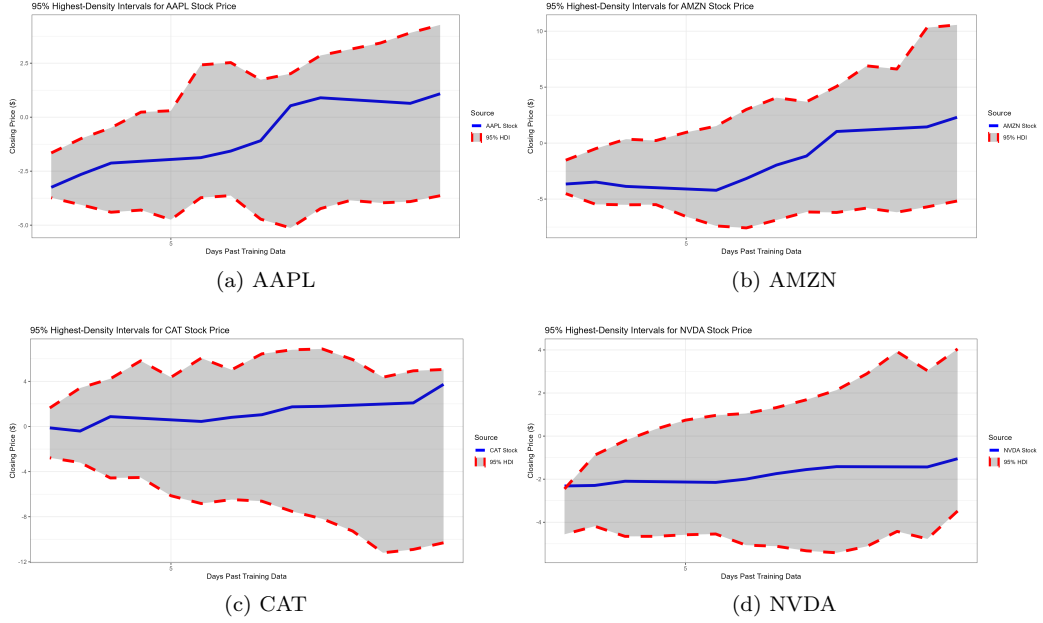 95% Highest-Density Intervals for AAPL Stock Price
2.5
0.0
-2.5
-5.0
Closing Price ($)
5
Days Past Training Data
Source
AAPL Stock
95% HDI
(a) AAPL
95% Highest-Density Intervals for AMZN Stock Price
10
5
0
-5
Closing Price ($)
5
Days Past Training Data
Source
AMZN Stock
95% HDI
(b) AMZN
95% Highest-Density Intervals for CAT Stock Price
4
0
-4
-8
-12
Closing Price ($)
5
Days Past Training Data
Source
CAT Stock
95% HDI
(c) CAT
95% Highest-Density Intervals for NVDA Stock Price
4
2
0
-2
-4
Closing Price ($)
5
Days Past Training Data
Source
NVDA Stock
95% HDI
(d) NVDA